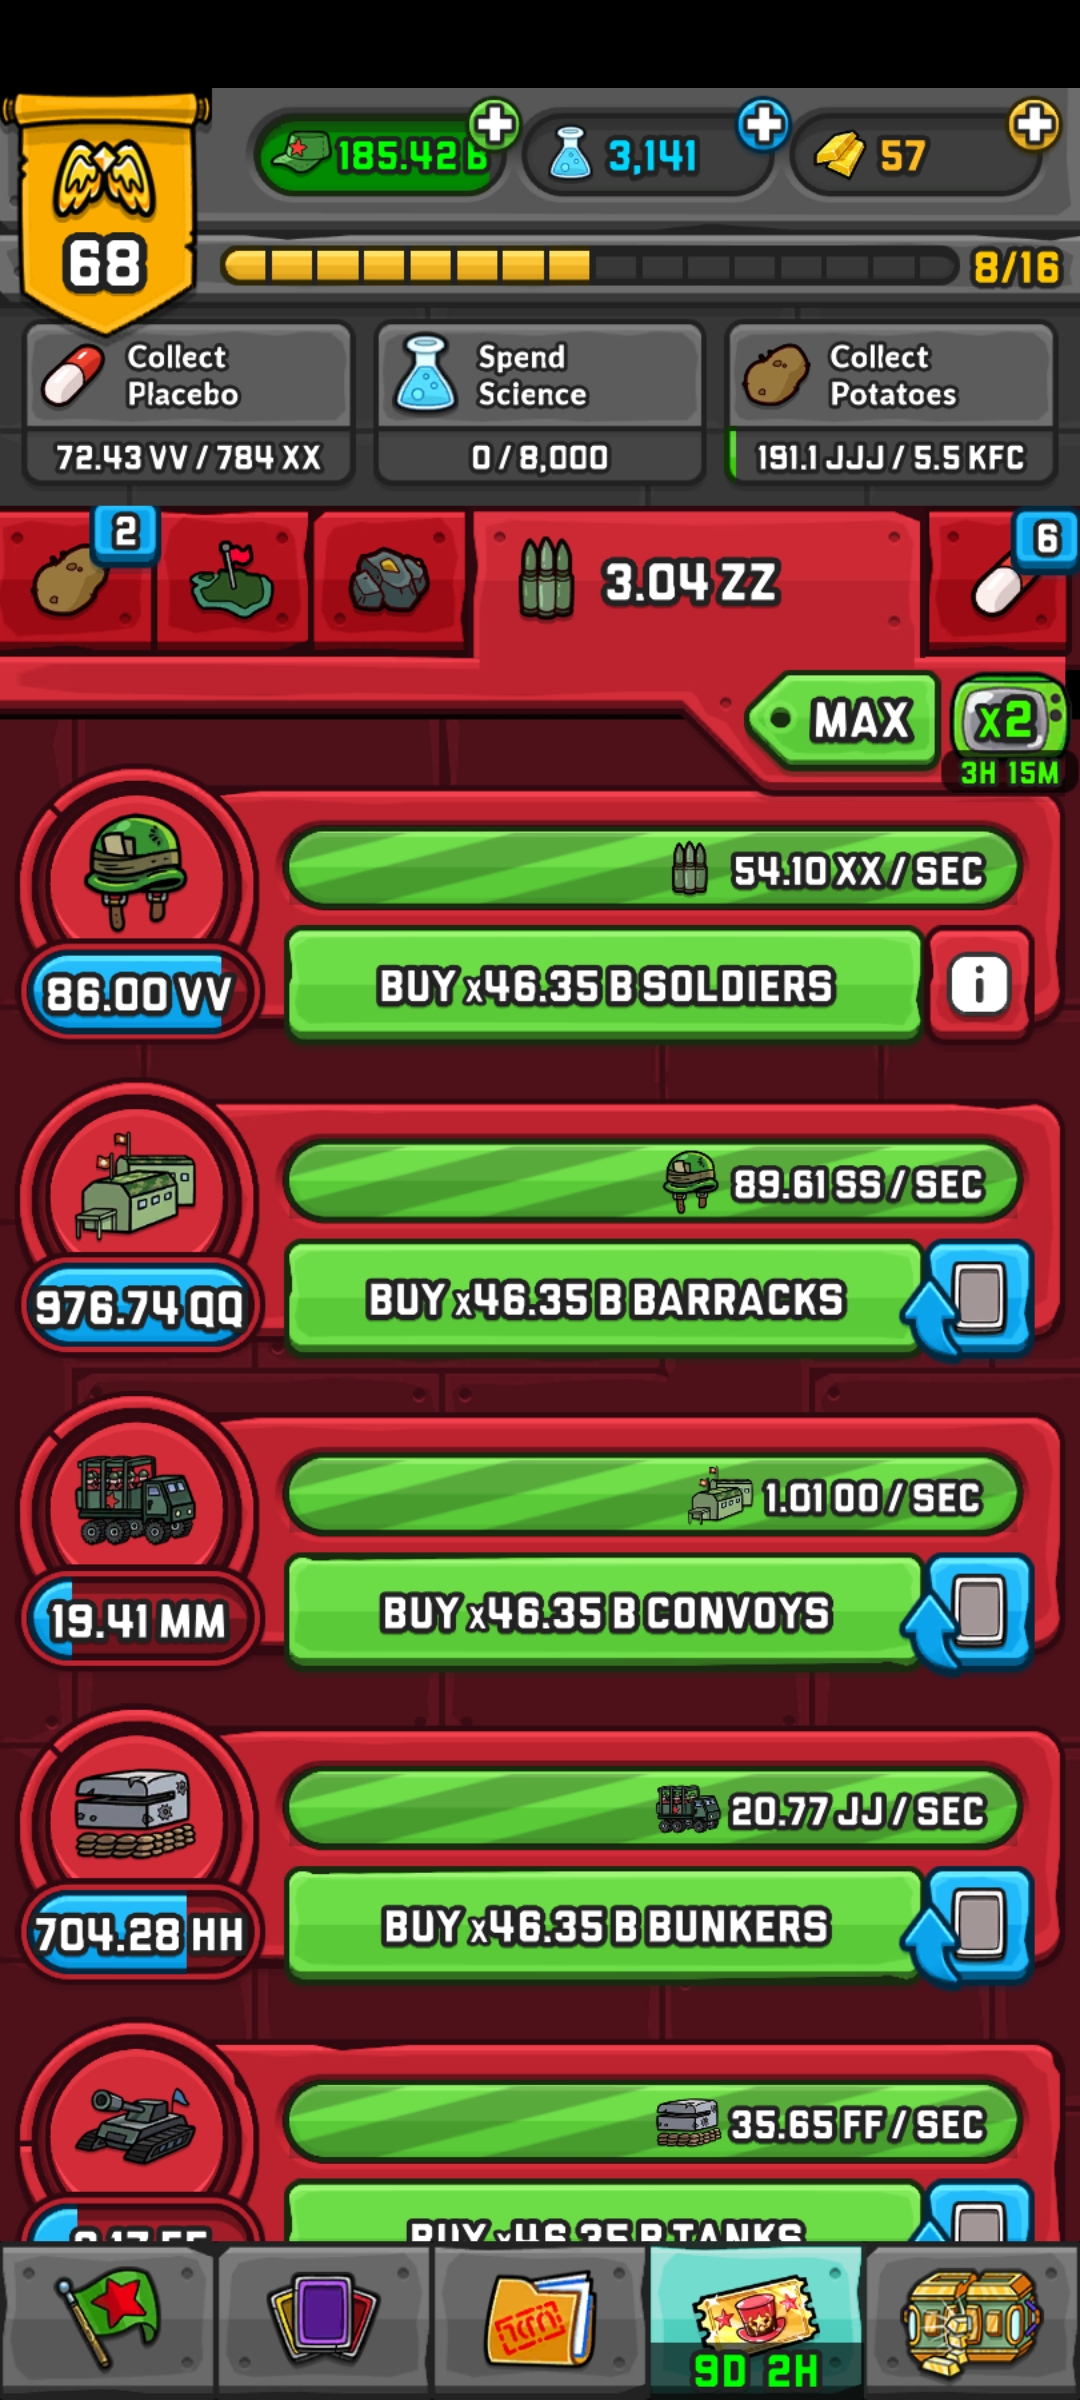 185.42 B
3,141
57
68
8/16
Collect
Placebo
72.43 VV / 784 XX
Spend
Science
0 / 8,000
Collect
Potatoes
191.1 JJJ / 5.5 KFC
2
3.04 ZZ
6
MAX
x2
3H 15M
54.10 XX / SEC
86.00 VV
BUY x46.35 B SOLDIERS
i
89.61 SS / SEC
976.74 QQ
BUY x46.35 B BARRACKS
1.01 OO / SEC
19.41 MM
BUY x46.35 B CONVOYS
20.77 JJ / SEC
704.28 HH
BUY x46.35 B BUNKERS
35.65 FF / SEC
BUY x46.35 B TANKS
9D 2H